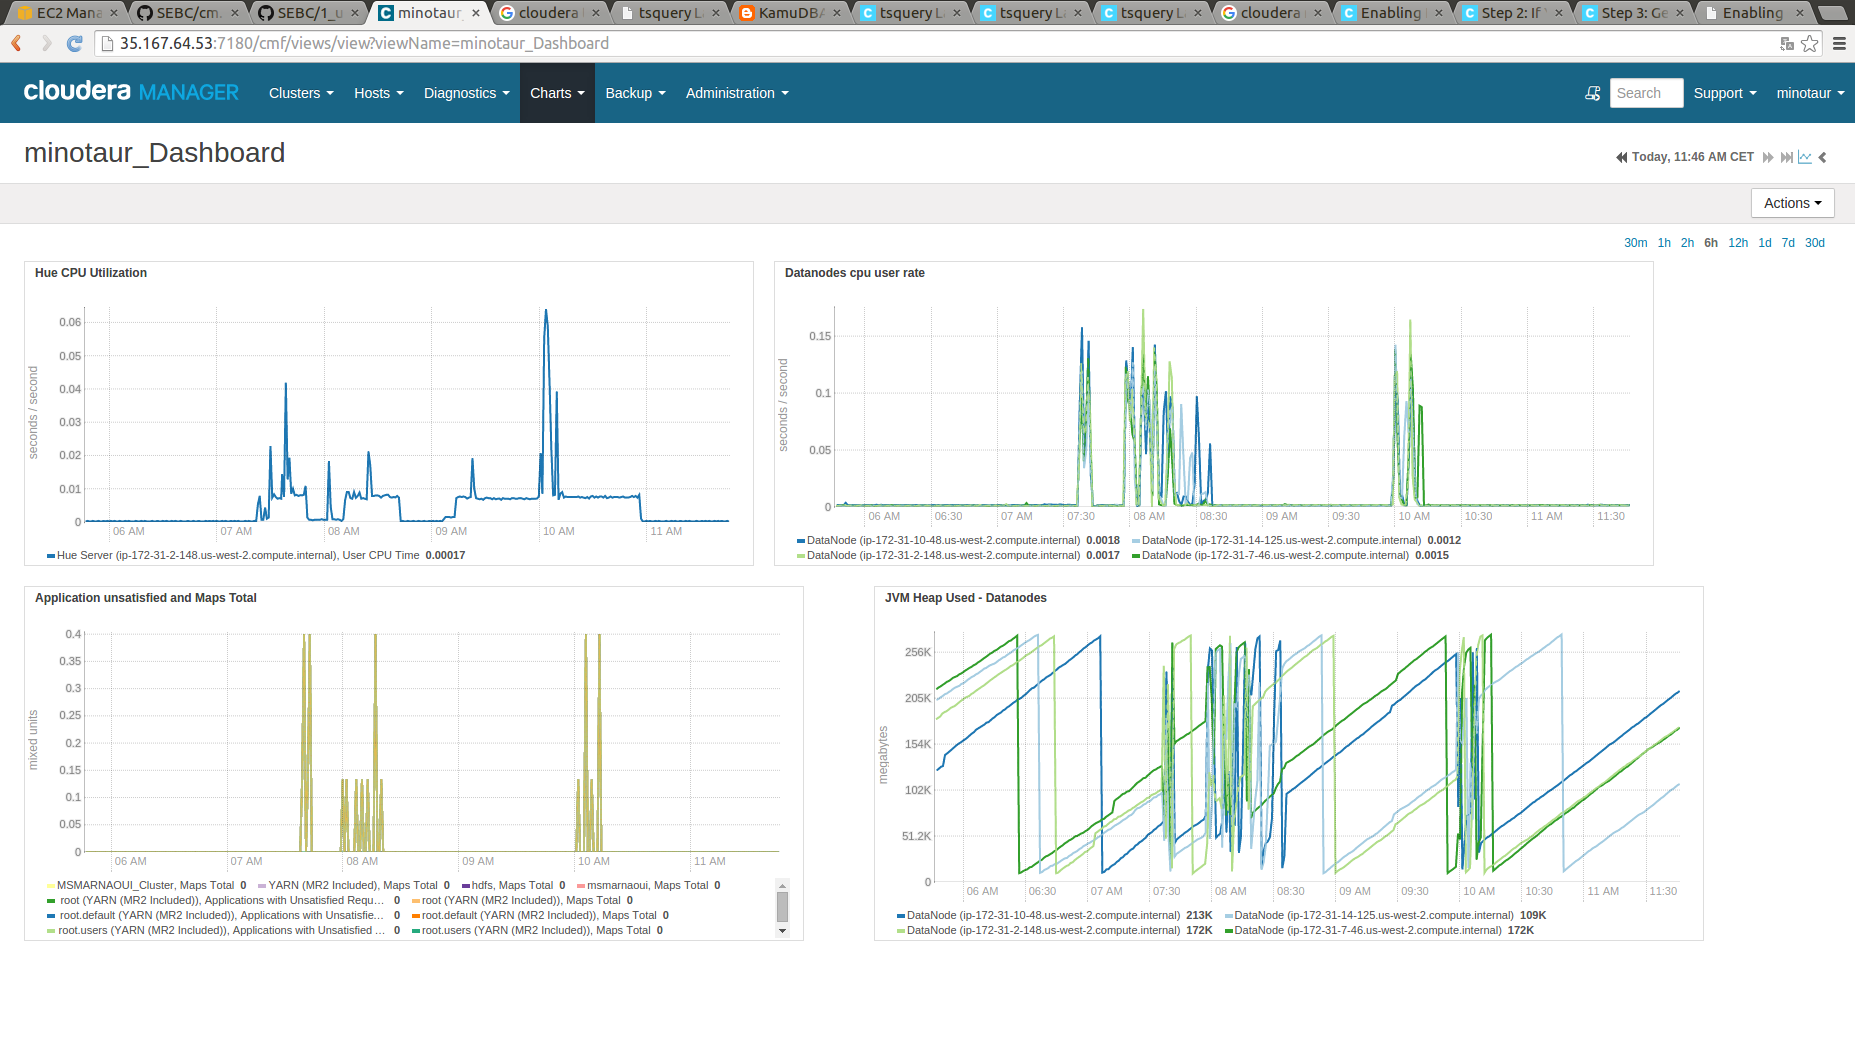 EC2 Mana
SEBC/cm.
SEBC/1_u
minotaur_
cloudera
tsquery La
KamuDBA
tsquery La
tsquery La
tsquery La
cloudera
Enabling
Step 2: If Y
Step 3: Ge
Enabling
35.167.64.53:7180/cmf/views/view?viewName=minotaur_Dashboard
cloudera MANAGER Clusters Hosts Diagnostics Charts Backup Administration Search Support minotaur
minotaur_Dashboard
Today, 11:46 AM CET
Actions
30m 1h 2h 6h 12h 1d 7d 30d
Hue CPU Utilization
seconds / second
0.06
0.05
0.04
0.03
0.02
0.01
0
06 AM 07 AM 08 AM 09 AM 10 AM 11 AM
Hue Server (ip-172-31-2-148.us-west-2.compute.internal), User CPU Time 0.00017
Datanodes cpu user rate
seconds / second
0.15
0.1
0.05
0
06 AM 06:30 07 AM 07:30 08 AM 08:30 09 AM 09:30 10 AM 10:30 11 AM 11:30
DataNode (ip-172-31-10-48.us-west-2.compute.internal) 0.0018 DataNode (ip-172-31-14-125.us-west-2.compute.internal) 0.0012
DataNode (ip-172-31-2-148.us-west-2.compute.internal) 0.0017 DataNode (ip-172-31-7-46.us-west-2.compute.internal) 0.0015
Application unsatisfied and Maps Total
mixed units
0.4
0.35
0.3
0.25
0.2
0.15
0.1
0.05
0
06 AM 07 AM 08 AM 09 AM 10 AM 11 AM
MSMARNAOUI_Cluster, Maps Total 0 YARN (MR2 Included), Maps Total 0 hdfs, Maps Total 0 msmarnaoui, Maps Total 0
root (YARN (MR2 Included)), Applications with Unsatisfied Requ... 0 root (YARN (MR2 Included)), Maps Total 0
root.default (YARN (MR2 Included)), Applications with Unsatisfie... 0 root.default (YARN (MR2 Included)), Maps Total 0
root.users (YARN (MR2 Included)), Applications with Unsatisfied ... 0 root.users (YARN (MR2 Included)), Maps Total 0
JVM Heap Used - Datanodes
megabytes
256K
205K
154K
102K
51.2K
0
06 AM 06:30 07 AM 07:30 08 AM 08:30 09 AM 09:30 10 AM 10:30 11 AM 11:30
DataNode (ip-172-31-10-48.us-west-2.compute.internal) 213K DataNode (ip-172-31-14-125.us-west-2.compute.internal) 109K
DataNode (ip-172-31-2-148.us-west-2.compute.internal) 172K DataNode (ip-172-31-7-46.us-west-2.compute.internal) 172K